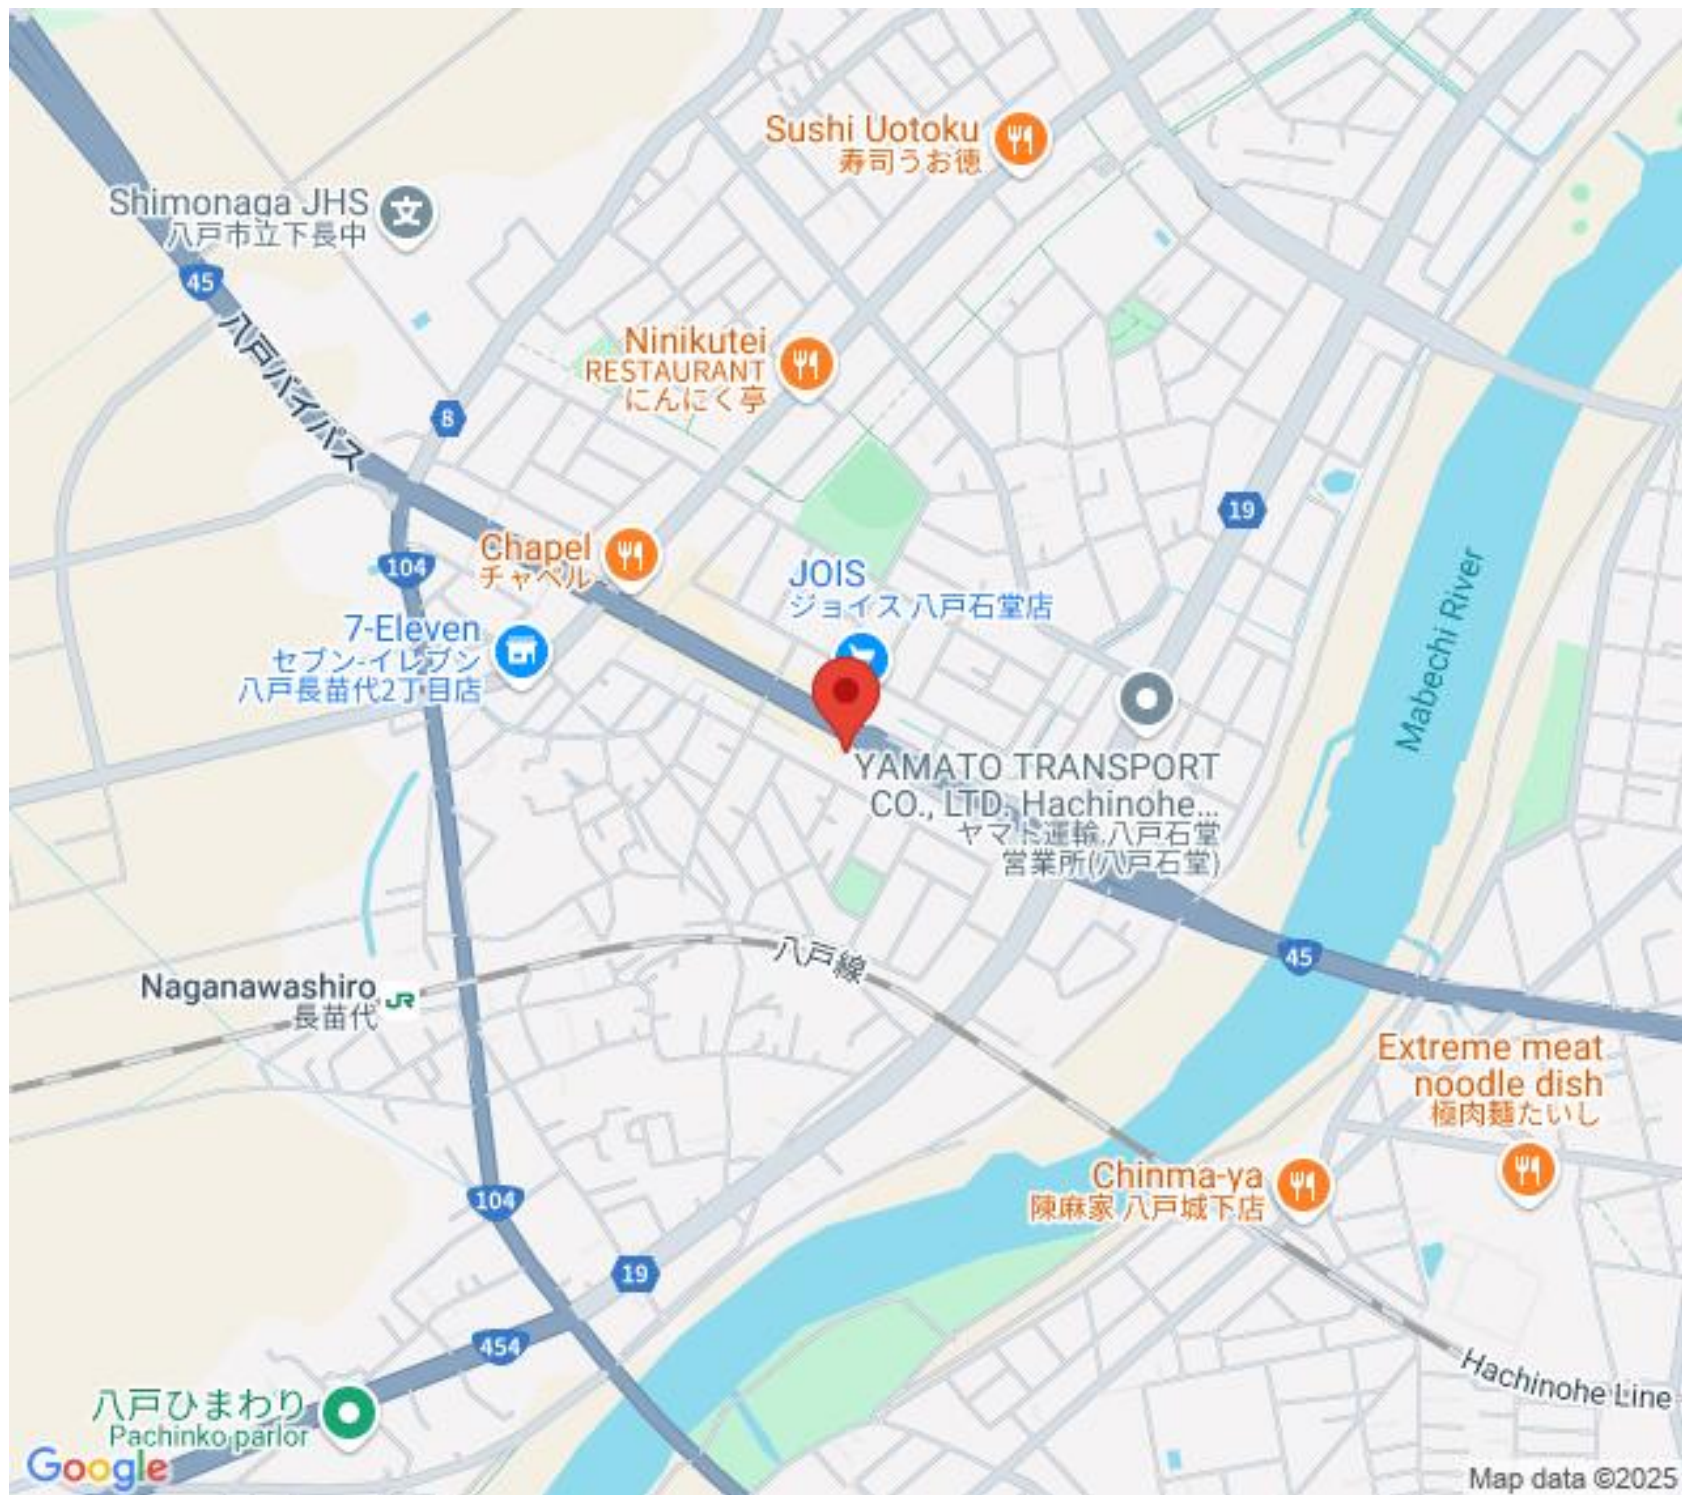 Sushi Uotoku
寿司うお徳
Shimonaga JHS
八戸市立下長中
45
八戸バイパス
Ninikutei
RESTAURANT
にんにく亭
8
19
Chapel
チャペル
104
JOIS
ジョイス 八戸石堂店
7-Eleven
セブン-イレブン
八戸長苗代2丁目店
Mabechi River
YAMATO TRANSPORT
CO., LTD. Hachinohe...
ヤマト運輸 八戸石堂
営業所(八戸石堂)
八戸線
45
Naganawashiro
長苗代
JR
Extreme meat
noodle dish
極肉麺たいし
Chinma-ya
陳麻家 八戸城下店
104
19
454
Hachinohe Line
八戸ひまわり
Pachinko parlor
Google
Map data ©2025